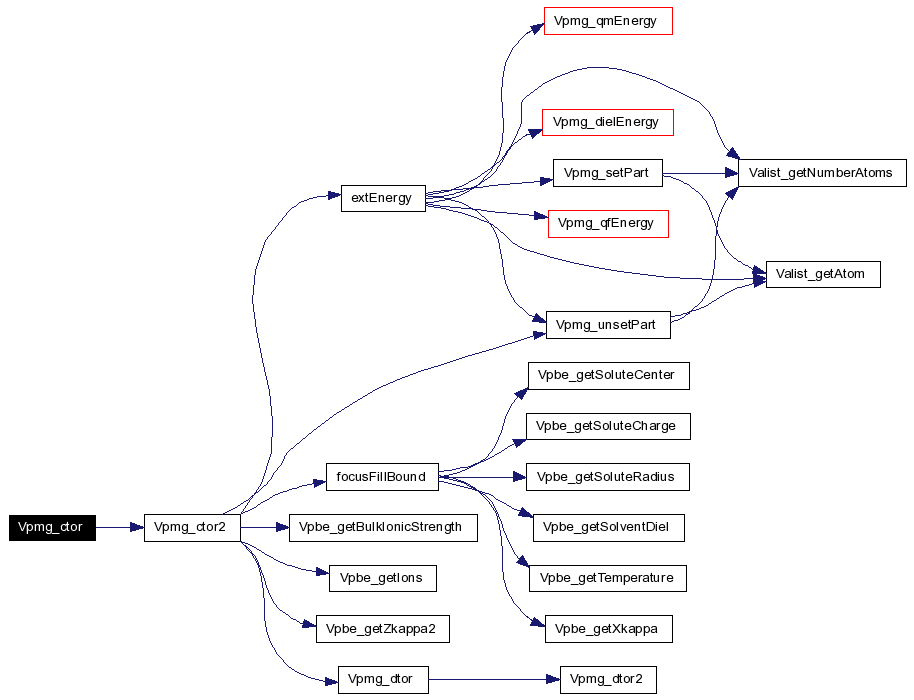 Vpmg_qmEnergy
Vpmg_dielEnergy
Vpmg_setPart
Valist_getNumberAtoms
extEnergy
Vpmg_qfEnergy
Valist_getAtom
Vpmg_unsetPart
Vpbe_getSoluteCenter
Vpbe_getSoluteCharge
focusFillBound
Vpbe_getSoluteRadius
Vpmg_ctor
Vpmg_ctor2
Vpbe_getBulkIonicStrength
Vpbe_getSolventDiel
Vpbe_getIons
Vpbe_getTemperature
Vpbe_getZkappa2
Vpbe_getXkappa
Vpmg_dtor
Vpmg_dtor2